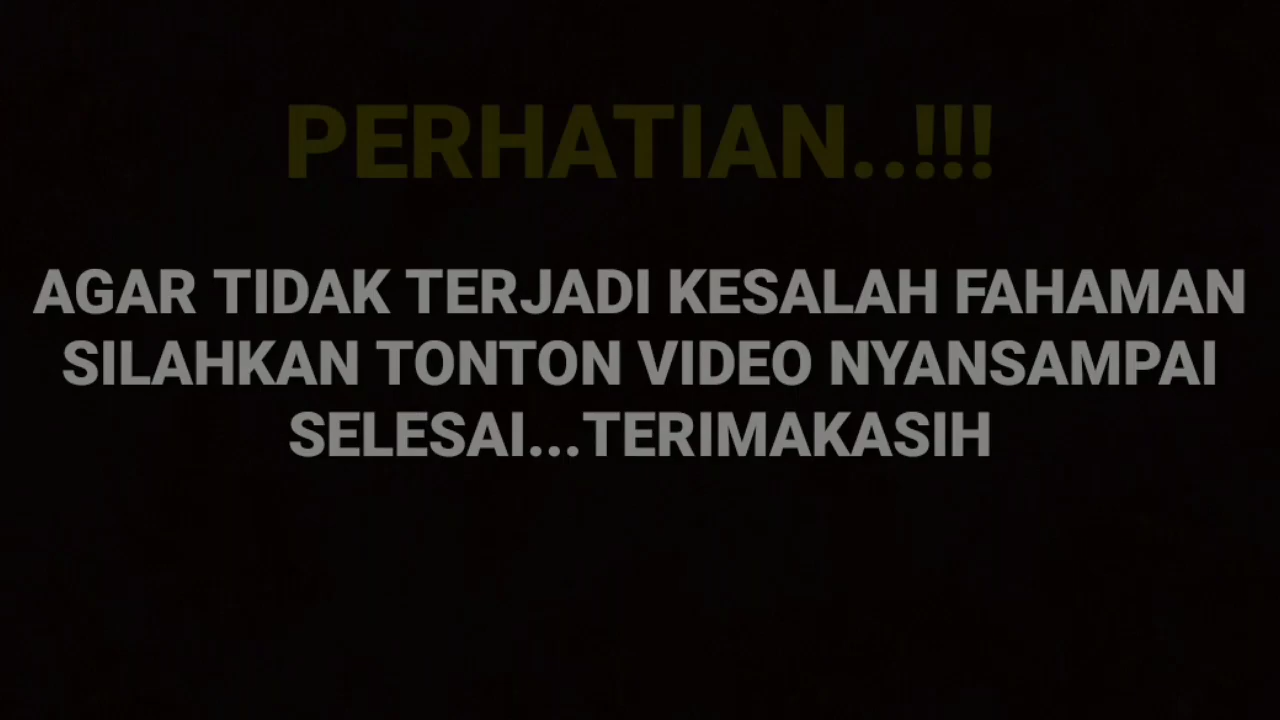 PERHATIAN..!!!
AGAR TIDAK TERJADI KESALAH FAHAMAN
SILAHKAN TONTON VIDEO NYANSAMPAI
SELESAI...TERIMAKASIH